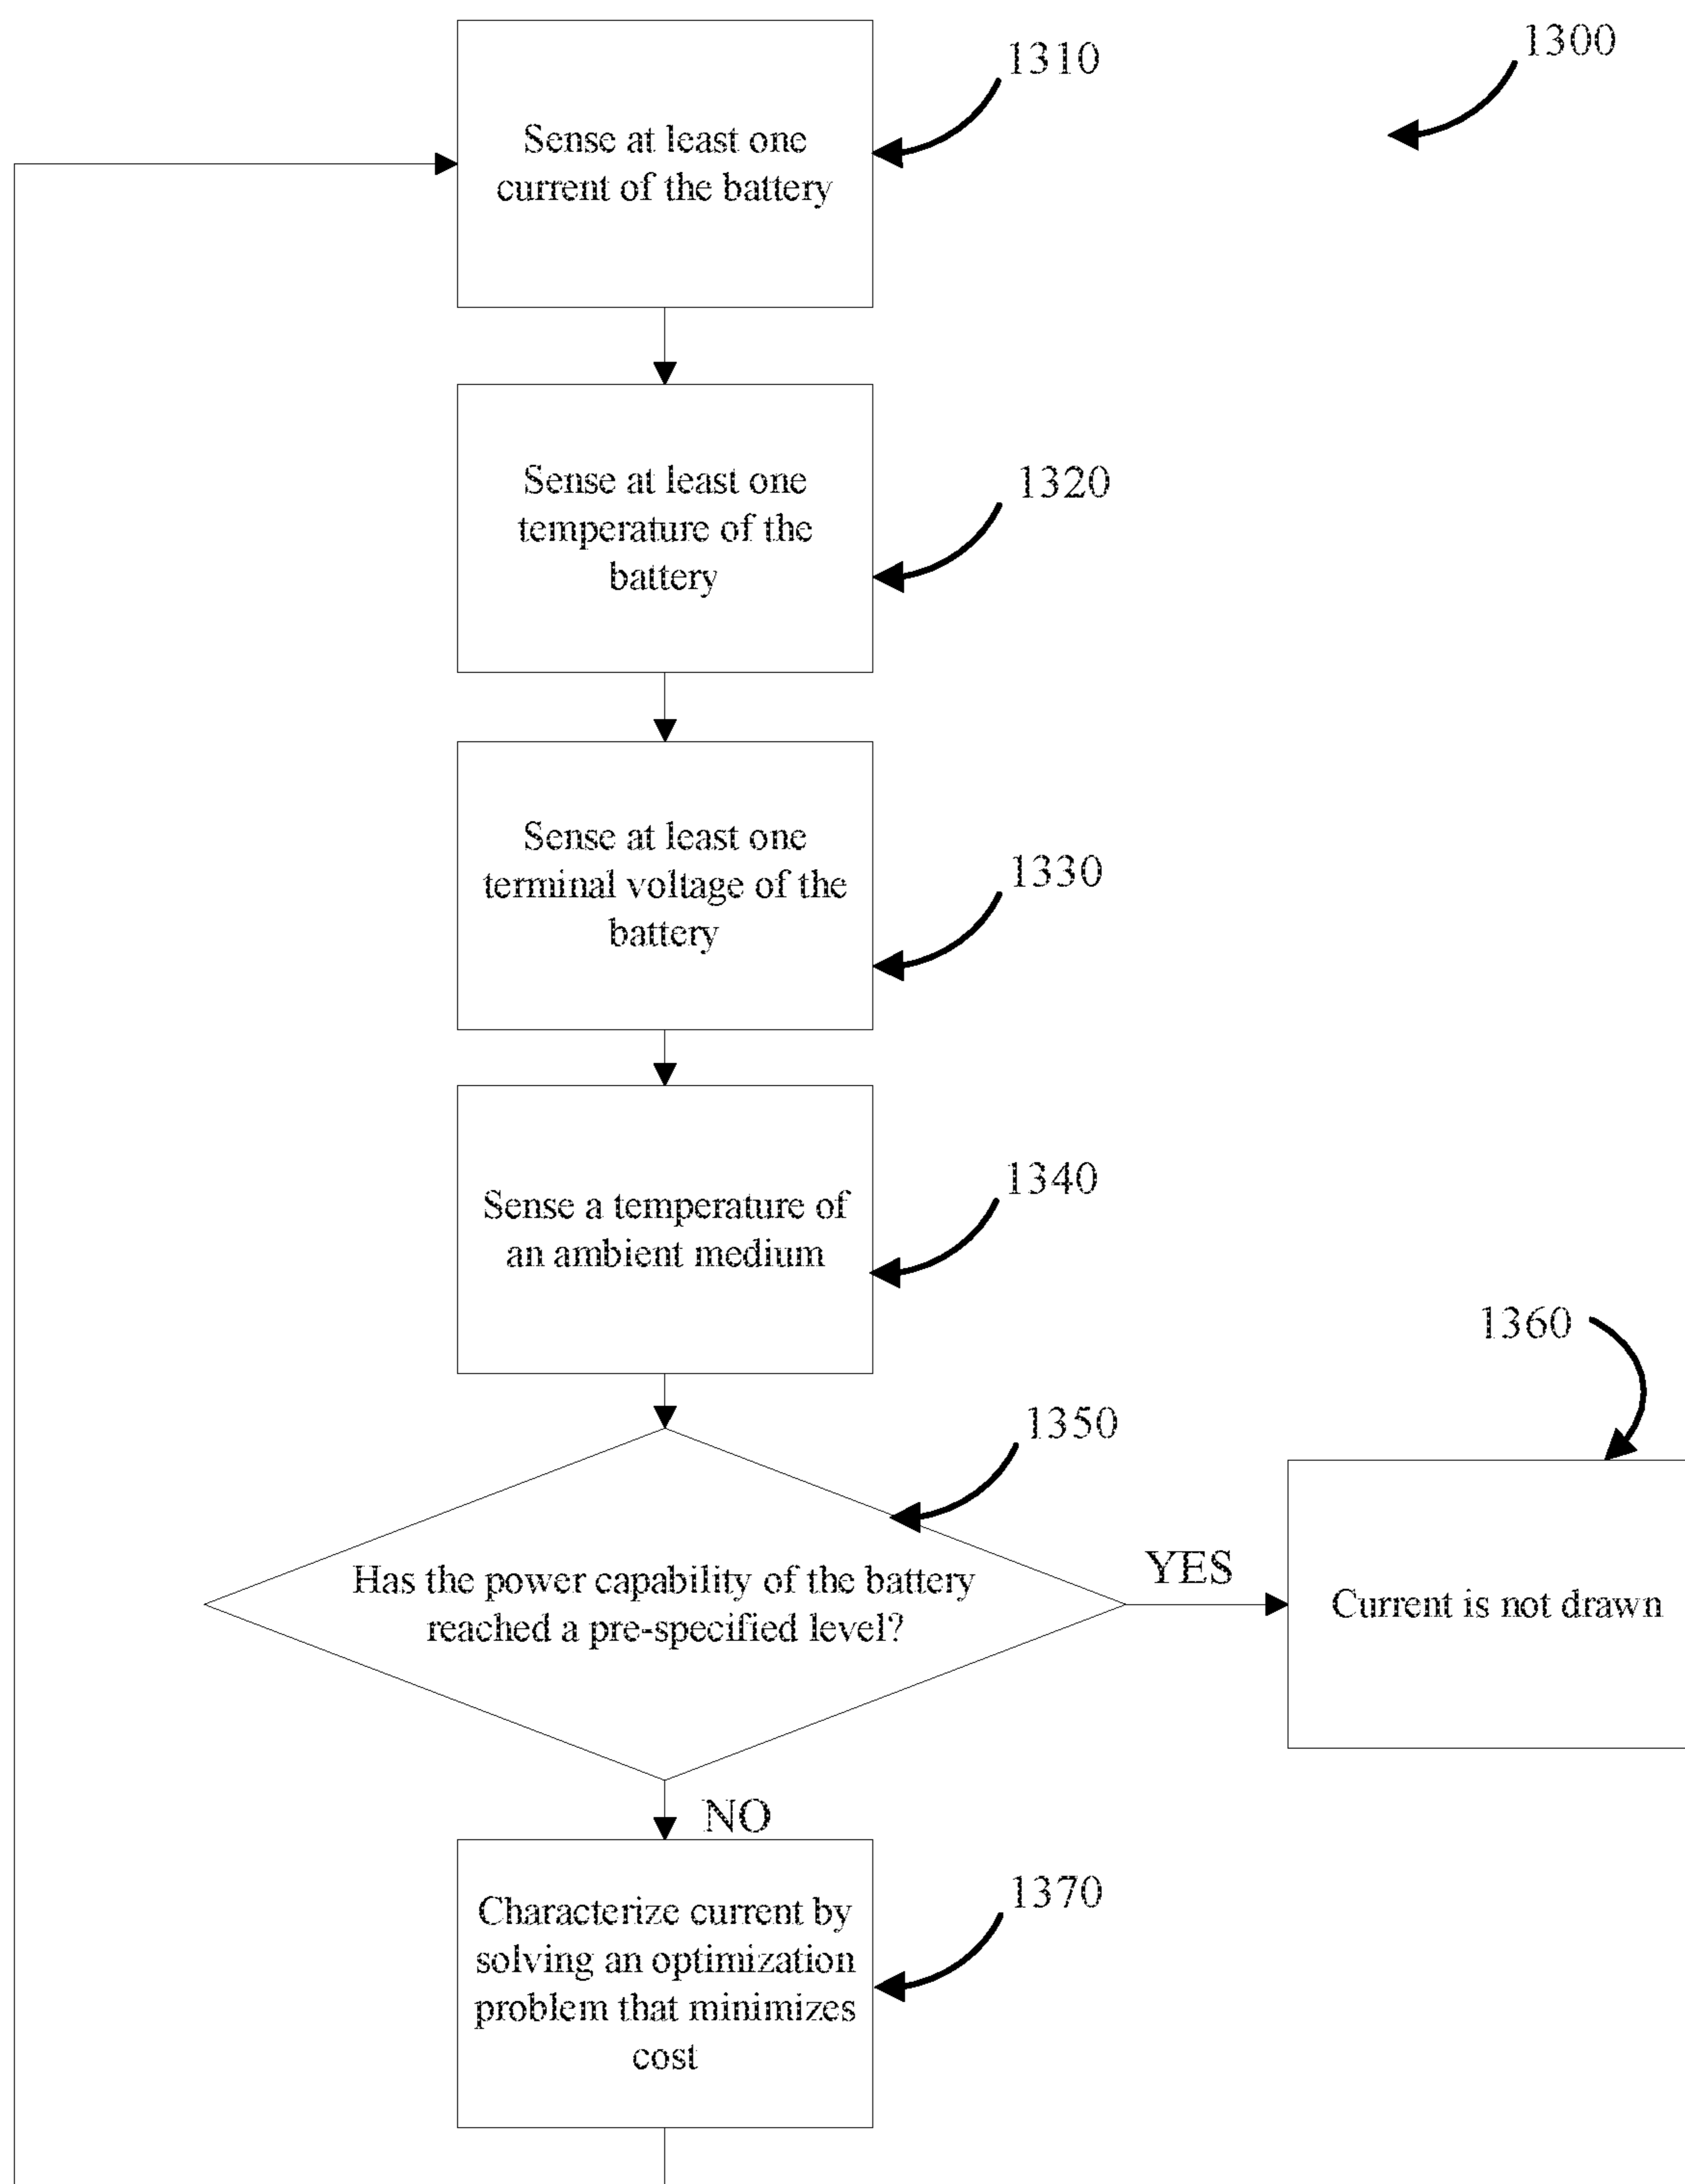 1300
1310
Sense at least one
current of the battery
1320
Sense at least one
temperature of the
battery
1330
Sense at least one
terminal voltage of the
battery
1340
Sense a temperature of
an ambient medium
1360
1350
Has the power capability of the battery
reached a pre-specified level?
YES
Current is not drawn
NO
1370
Characterize current by
solving an optimization
problem that minimizes
cost